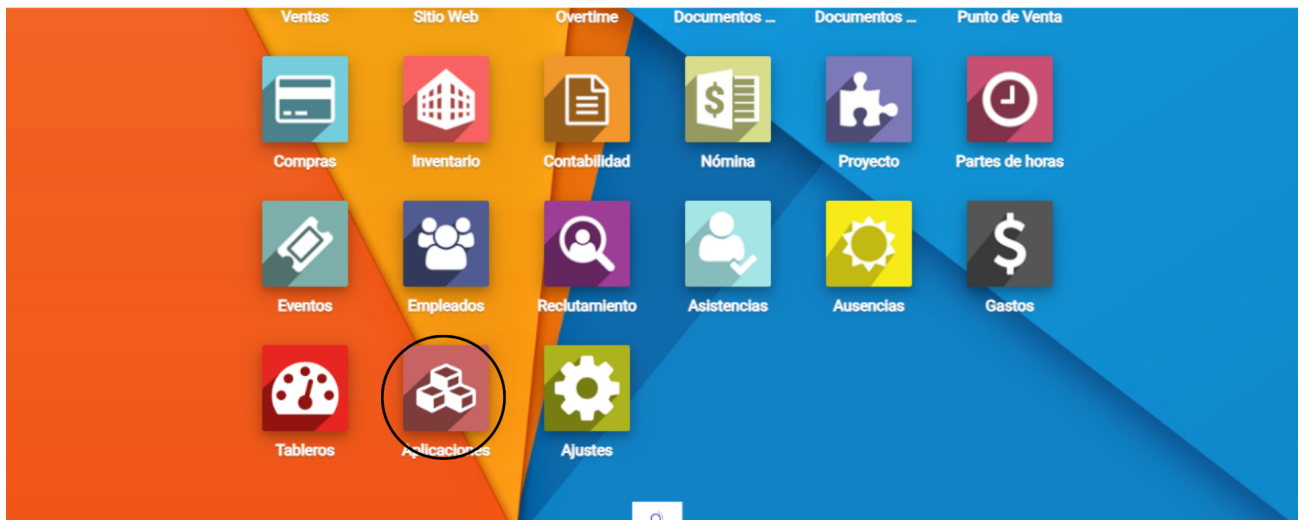 Ventas Sitio Web Overtime Documentos ... Documentos ... Punto de Venta
Compras Inventario Contabilidad Nómina Proyecto Partes de horas
Eventos Empleados Reclutamiento Asistencias Ausencias Gastos
Tableros Aplicaciones Ajustes